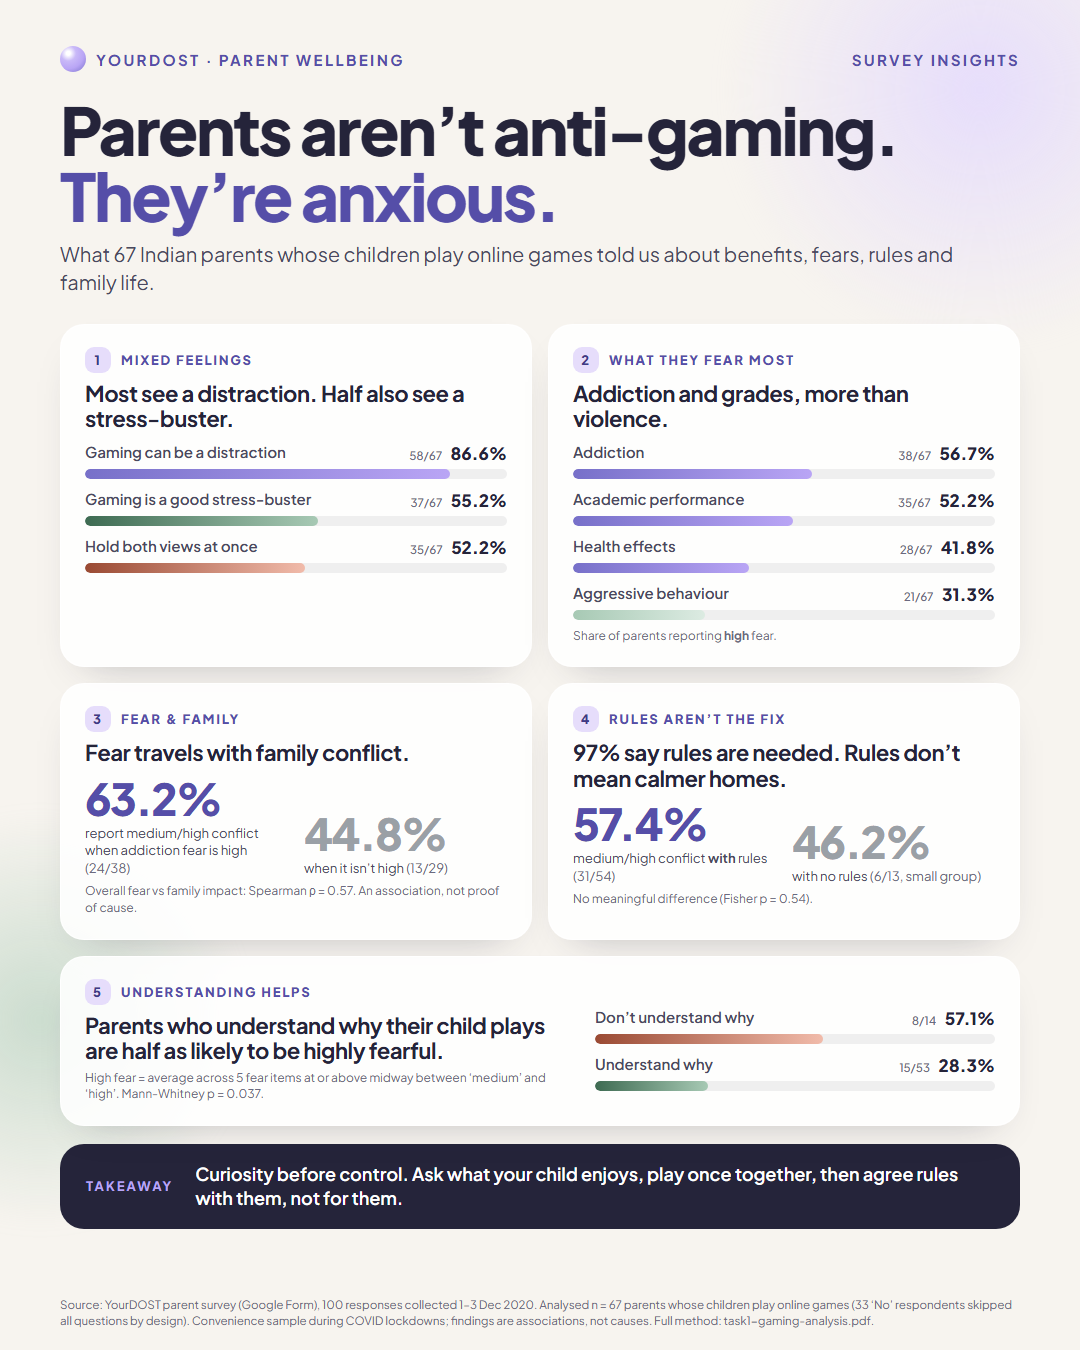 YOURDOST · PARENT WELLBEING
SURVEY INSIGHTS
Parents aren’t anti–gaming.
They’re anxious.
What 67 Indian parents whose children play online games told us about benefits, fears, rules and
family life.
1 MIXED FEELINGS
Most see a distraction. Half also see a
stress-buster.
Gaming can be a distraction 58/67 86.6%
Gaming is a good stress-buster 37/67 55.2%
Hold both views at once 35/67 52.2%
2 WHAT THEY FEAR MOST
Addiction and grades, more than
violence.
Addiction 38/67 56.7%
Academic performance 35/67 52.2%
Health effects 28/67 41.8%
Aggressive behaviour 21/67 31.3%
Share of parents reporting high fear.
3 FEAR & FAMILY
Fear travels with family conflict.
63.2%
report medium/high conflict
when addiction fear is high
(24/38)
44.8%
when it isn’t high (13/29)
Overall fear vs family impact: Spearman ρ = 0.57. An association, not proof
of cause.
4 RULES AREN’T THE FIX
97% say rules are needed. Rules don’t
mean calmer homes.
57.4%
medium/high conflict with rules
(31/54)
46.2%
with no rules (6/13, small group)
No meaningful difference (Fisher p = 0.54).
5 UNDERSTANDING HELPS
Parents who understand why their child plays
are half as likely to be highly fearful.
High fear = average across 5 fear items at or above midway between ‘medium’ and
‘high’. Mann-Whitney p = 0.037.
Don’t understand why 8/14 57.1%
Understand why 15/53 28.3%
TAKEAWAY
Curiosity before control. Ask what your child enjoys, play once together, then agree rules
with them, not for them.
Source: YourDOST parent survey (Google Form), 100 responses collected 1–3 Dec 2020. Analysed n = 67 parents whose children play online games (33 ‘No’ respondents skipped
all questions by design). Convenience sample during COVID lockdowns; findings are associations, not causes. Full method: task1-gaming-analysis.pdf.